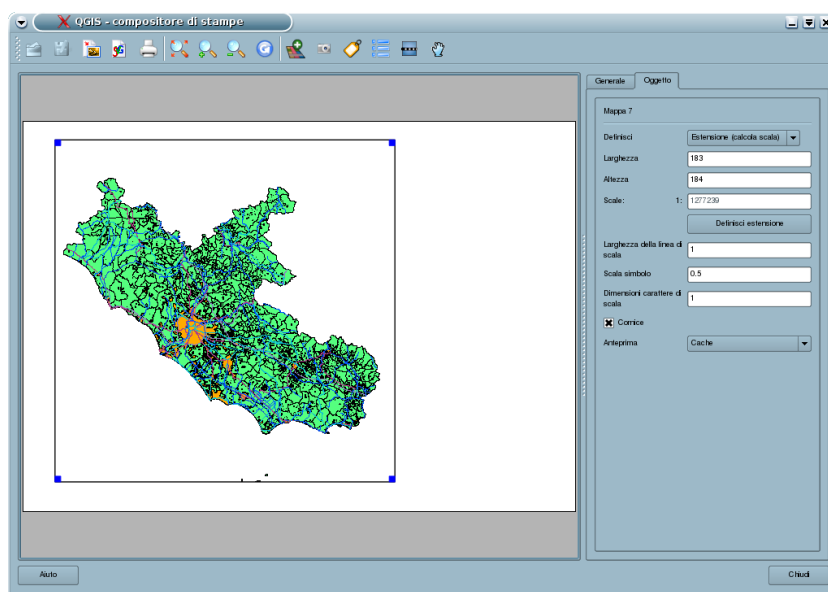 QGIS - compositore di stampe
Generale
Oggetto
Mappa 7
Definisci
Estensione (calcola scala)
Larghezza
183
Altezza
184
Scale:
1:
1277239
Definisci estensione
Larghezza della linea di
scala
1
Scala simbolo
0.5
Dimensioni carattere di
scala
1
Cornice
Anteprima
Cache
Aiuto
Chiudi